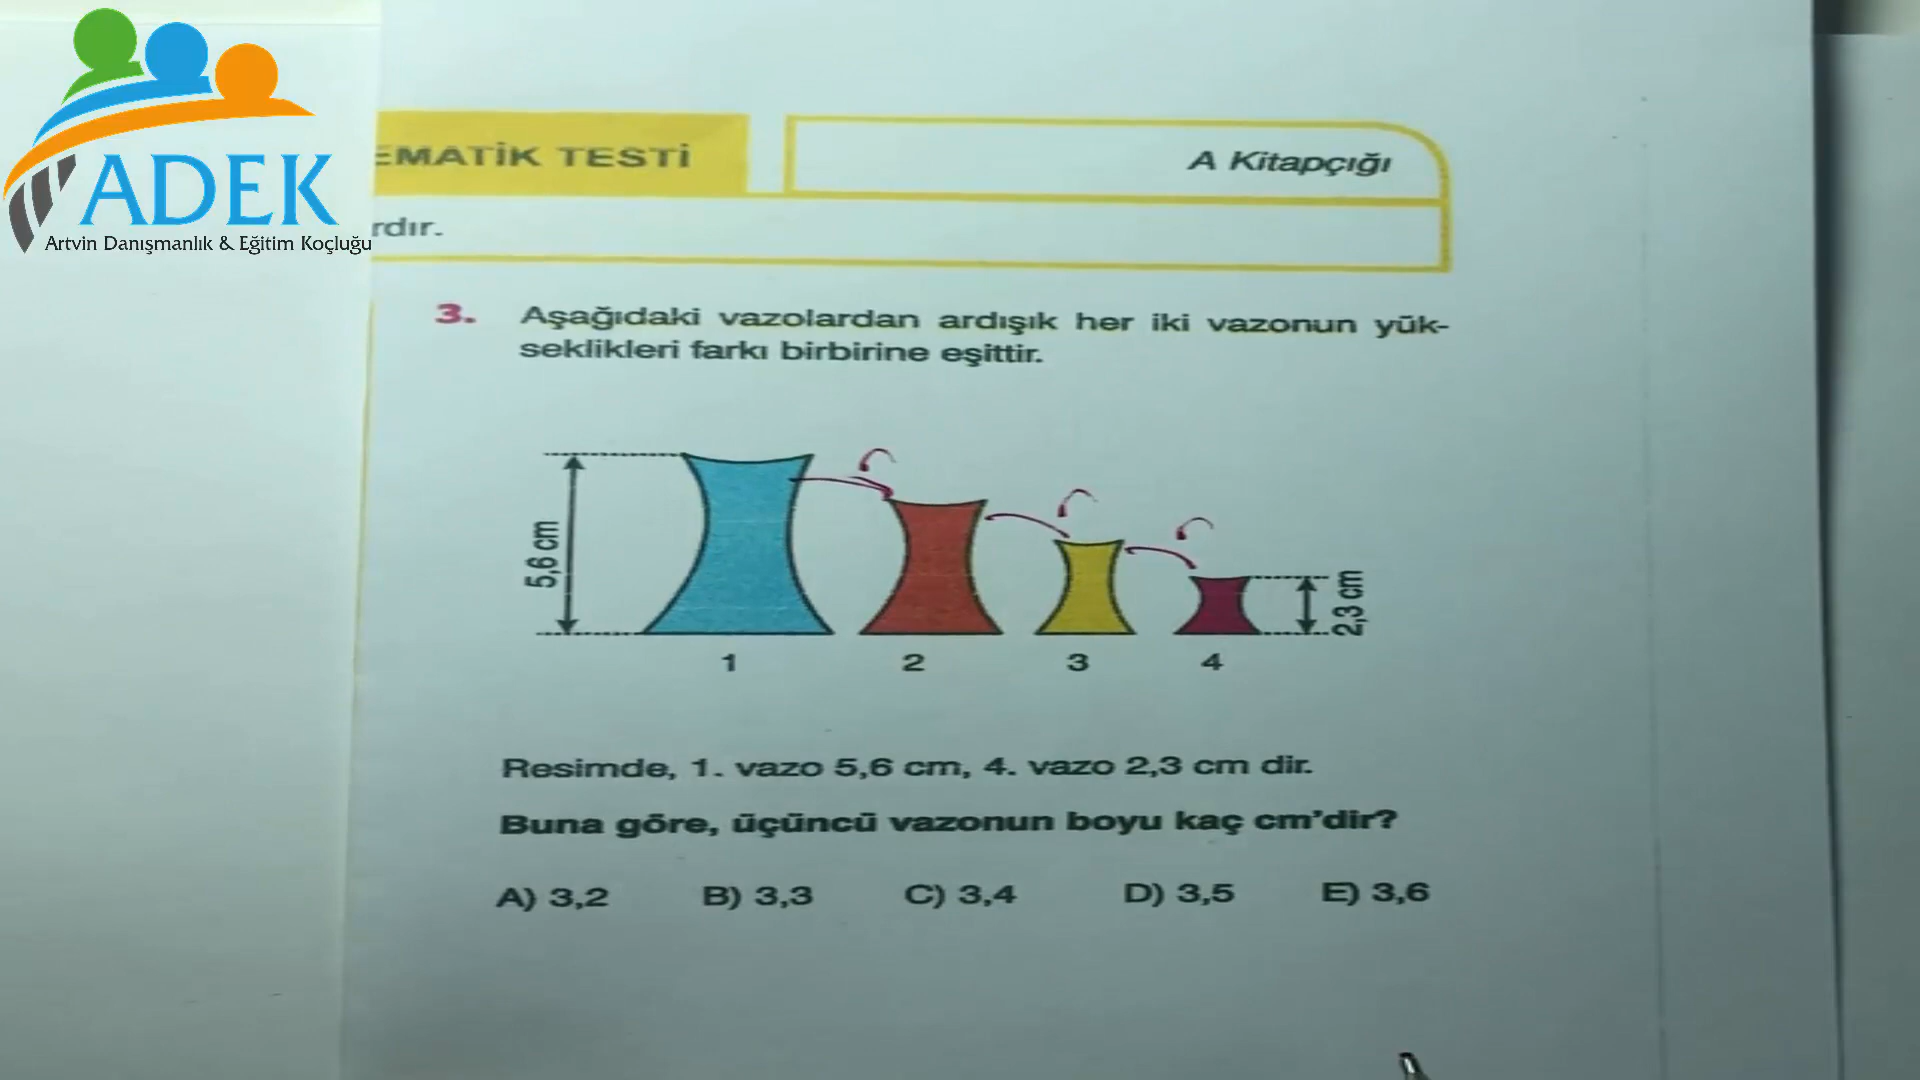 ADEK
Artvin Danışmanlık & Eğitim Koçluğu
EMATİK TESTİ
A Kitapçığı
rdır.
3. Aşağıdaki vazolardan ardışık her iki vazonun yük-
seklikleri farkı birbirine eşittir.
5,6 cm
r
r
r
2,3 cm
1 2 3 4
Resimde, 1. vazo 5,6 cm, 4. vazo 2,3 cm dir.
Buna göre, üçüncü vazonun boyu kaç cm'dir?
A) 3,2 B) 3,3 C) 3,4 D) 3,5 E) 3,6